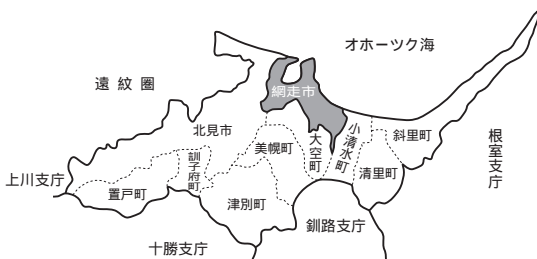 オホーツク海
遠紋圏
網走市
北見市
小清水町
斜里町
根室支庁
大空町
美幌町
訓子府町
清里町
上川支庁
置戸町
津別町
釧路支庁
十勝支庁